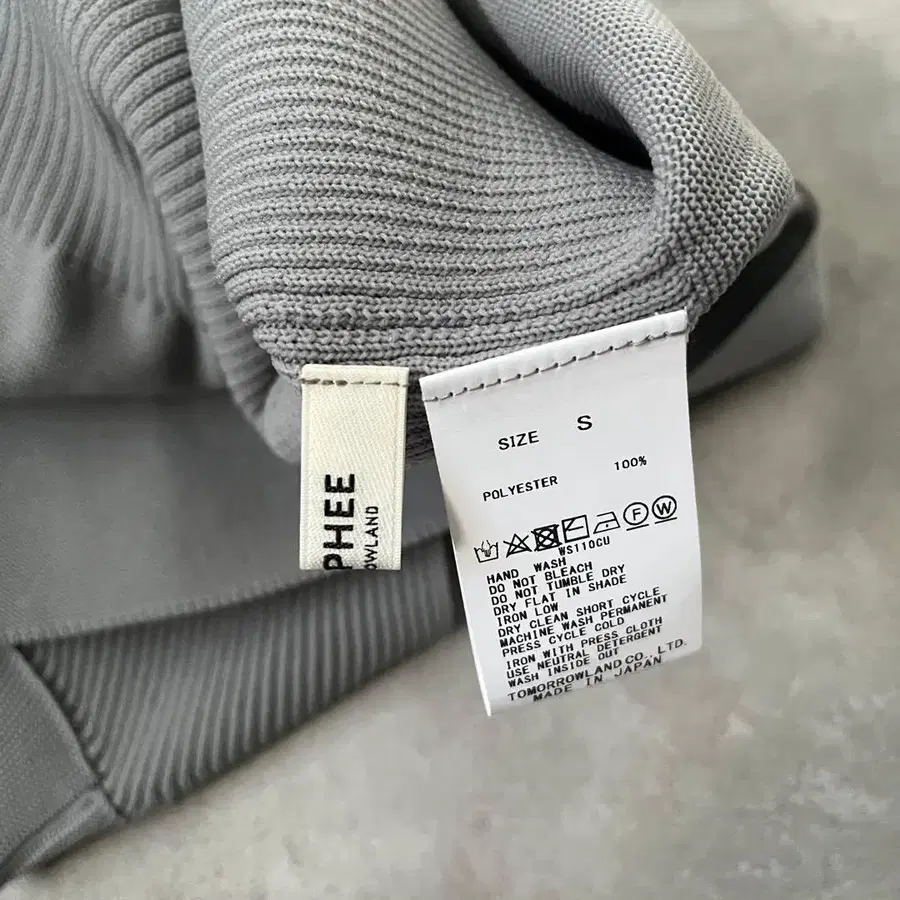 PHEE
OWLAND
SIZE S
POLYESTER 100%
F W
WS110CU
HAND WASH
DO NOT BLEACH
DO NOT TUMBLE DRY
DRY FLAT IN SHADE
IRON LOW
DRY CLEAN SHORT CYCLE
MACHINE WASH PERMANENT
PRESS CYCLE COLD
IRON WITH PRESS CLOTH
USE NEUTRAL DETERGENT
WASH INSIDE OUT
TOMORROWLAND CO., LTD.
MADE IN JAPAN